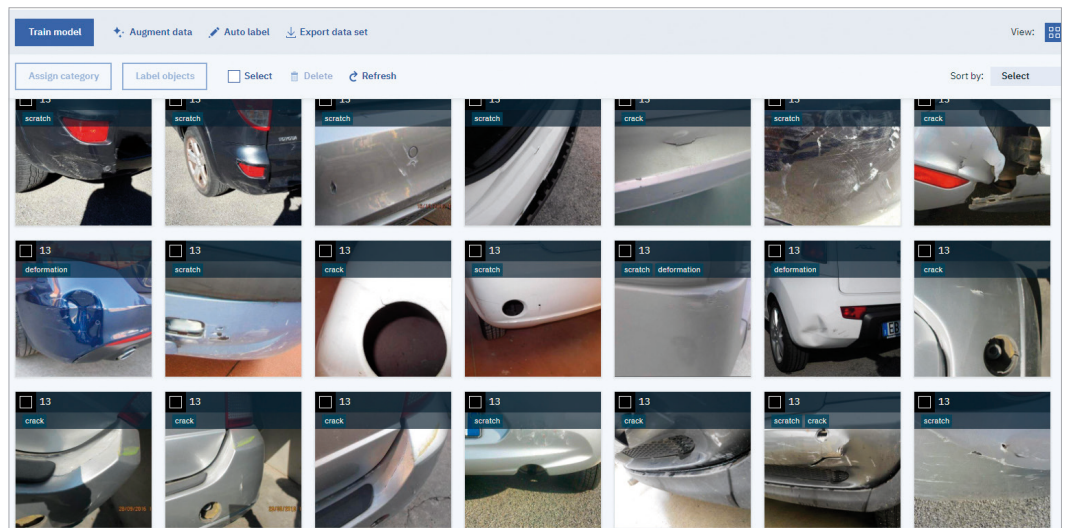 Train model Augment data Auto label Export data set View:
Assign category Label objects Select Delete Refresh Sort by: Select
13 13 13 13 13 13 13
scratch scratch scratch scratch crack scratch crack
13 13 13 13 13 13 13
deformation scratch crack scratch scratch deformation deformation crack
13 13 13 13 13 13 13
crack crack crack scratch crack scratch crack scratch